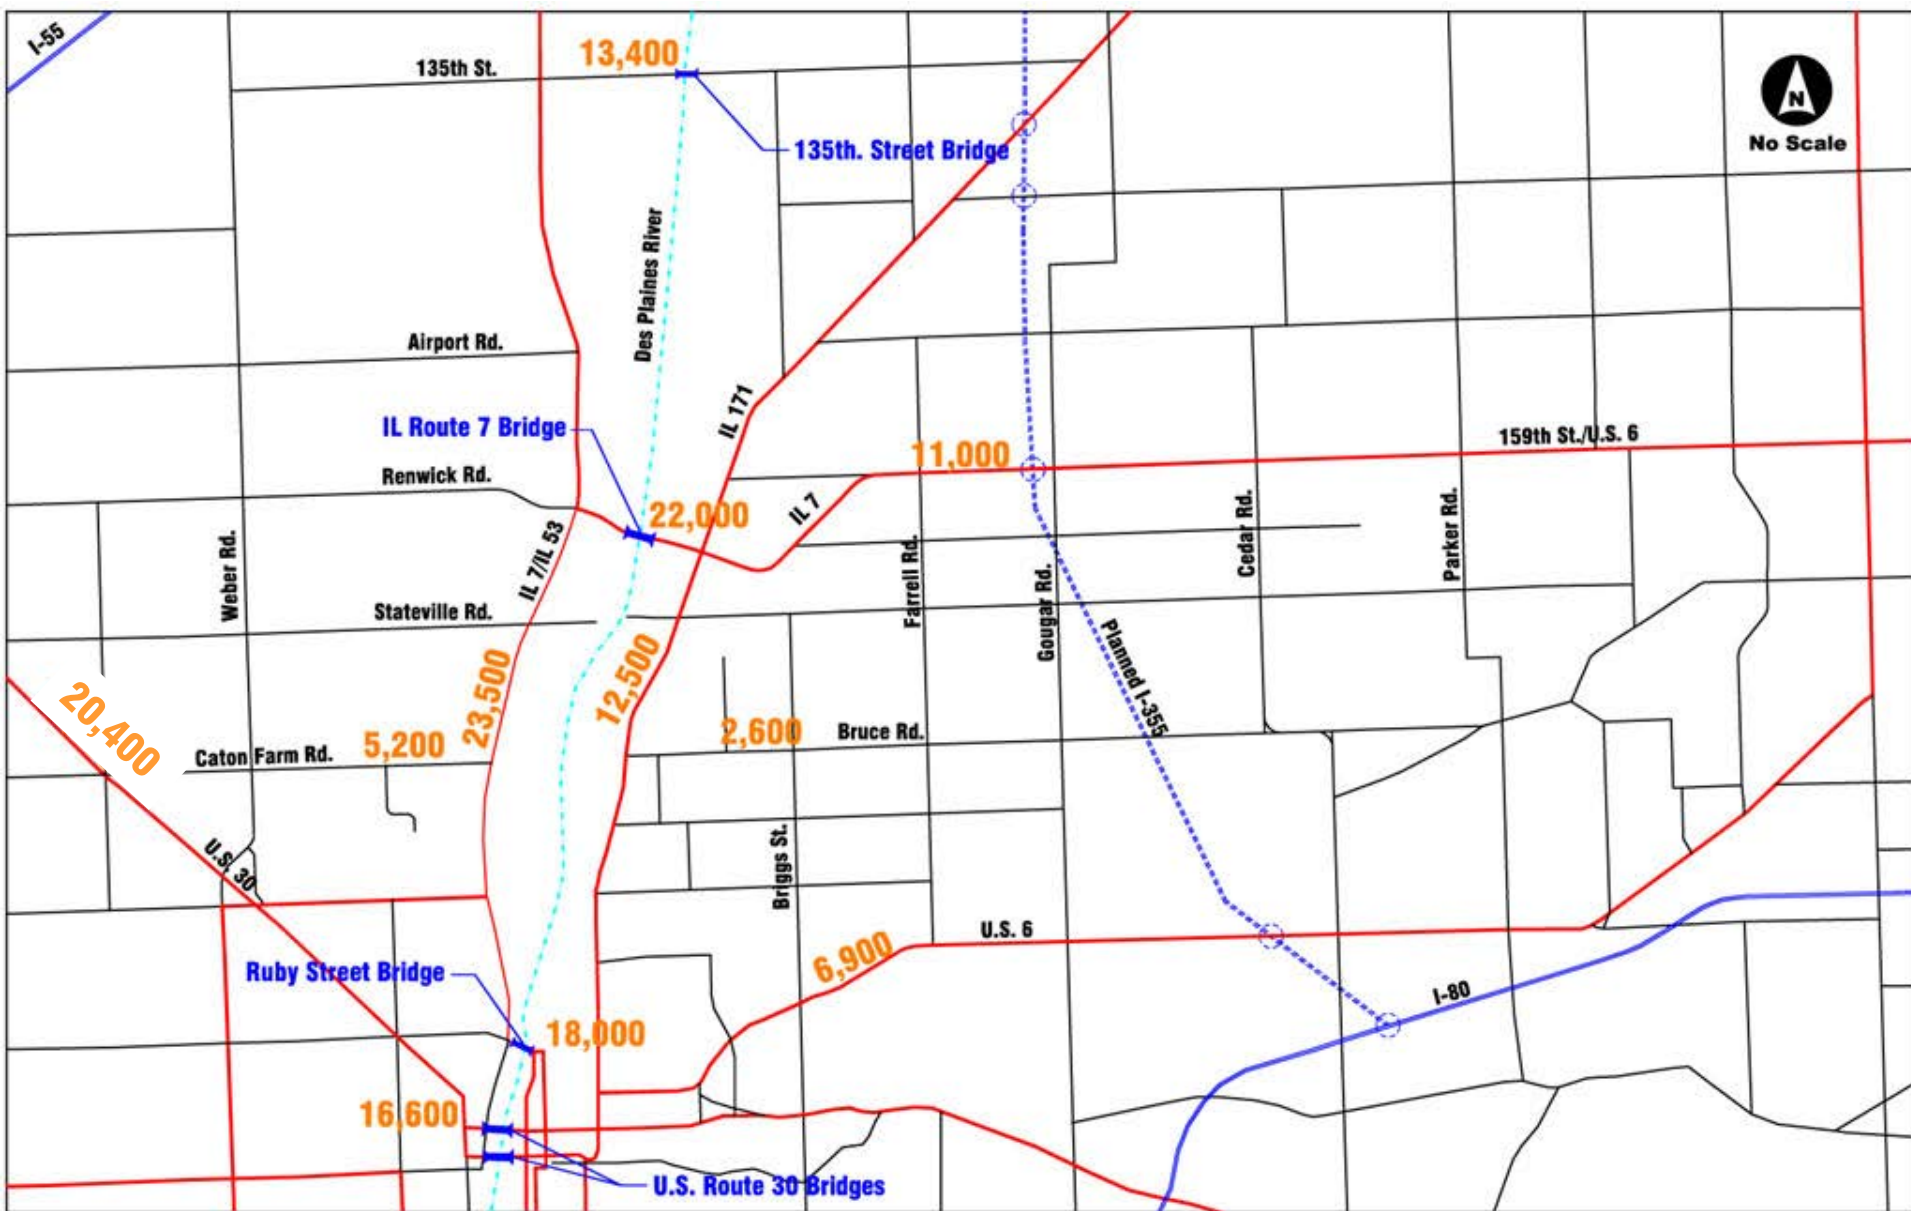 I-55
135th St.
13,400
N
No Scale
135th. Street Bridge
Des Plaines River
Airport Rd.
IL 171
IL Route 7 Bridge
159th St./U.S. 6
11,000
Renwick Rd.
IL 7
22,000
Cedar Rd.
Parker Rd.
Weber Rd.
IL 7/IL 53
Farrell Rd.
Gougar Rd.
Stateville Rd.
Planned I-355
23,500
12,500
20,400
5,200
2,600
Bruce Rd.
Caton Farm Rd.
U.S. 30
Briggs St.
U.S. 6
6,900
Ruby Street Bridge
I-80
18,000
16,600
U.S. Route 30 Bridges